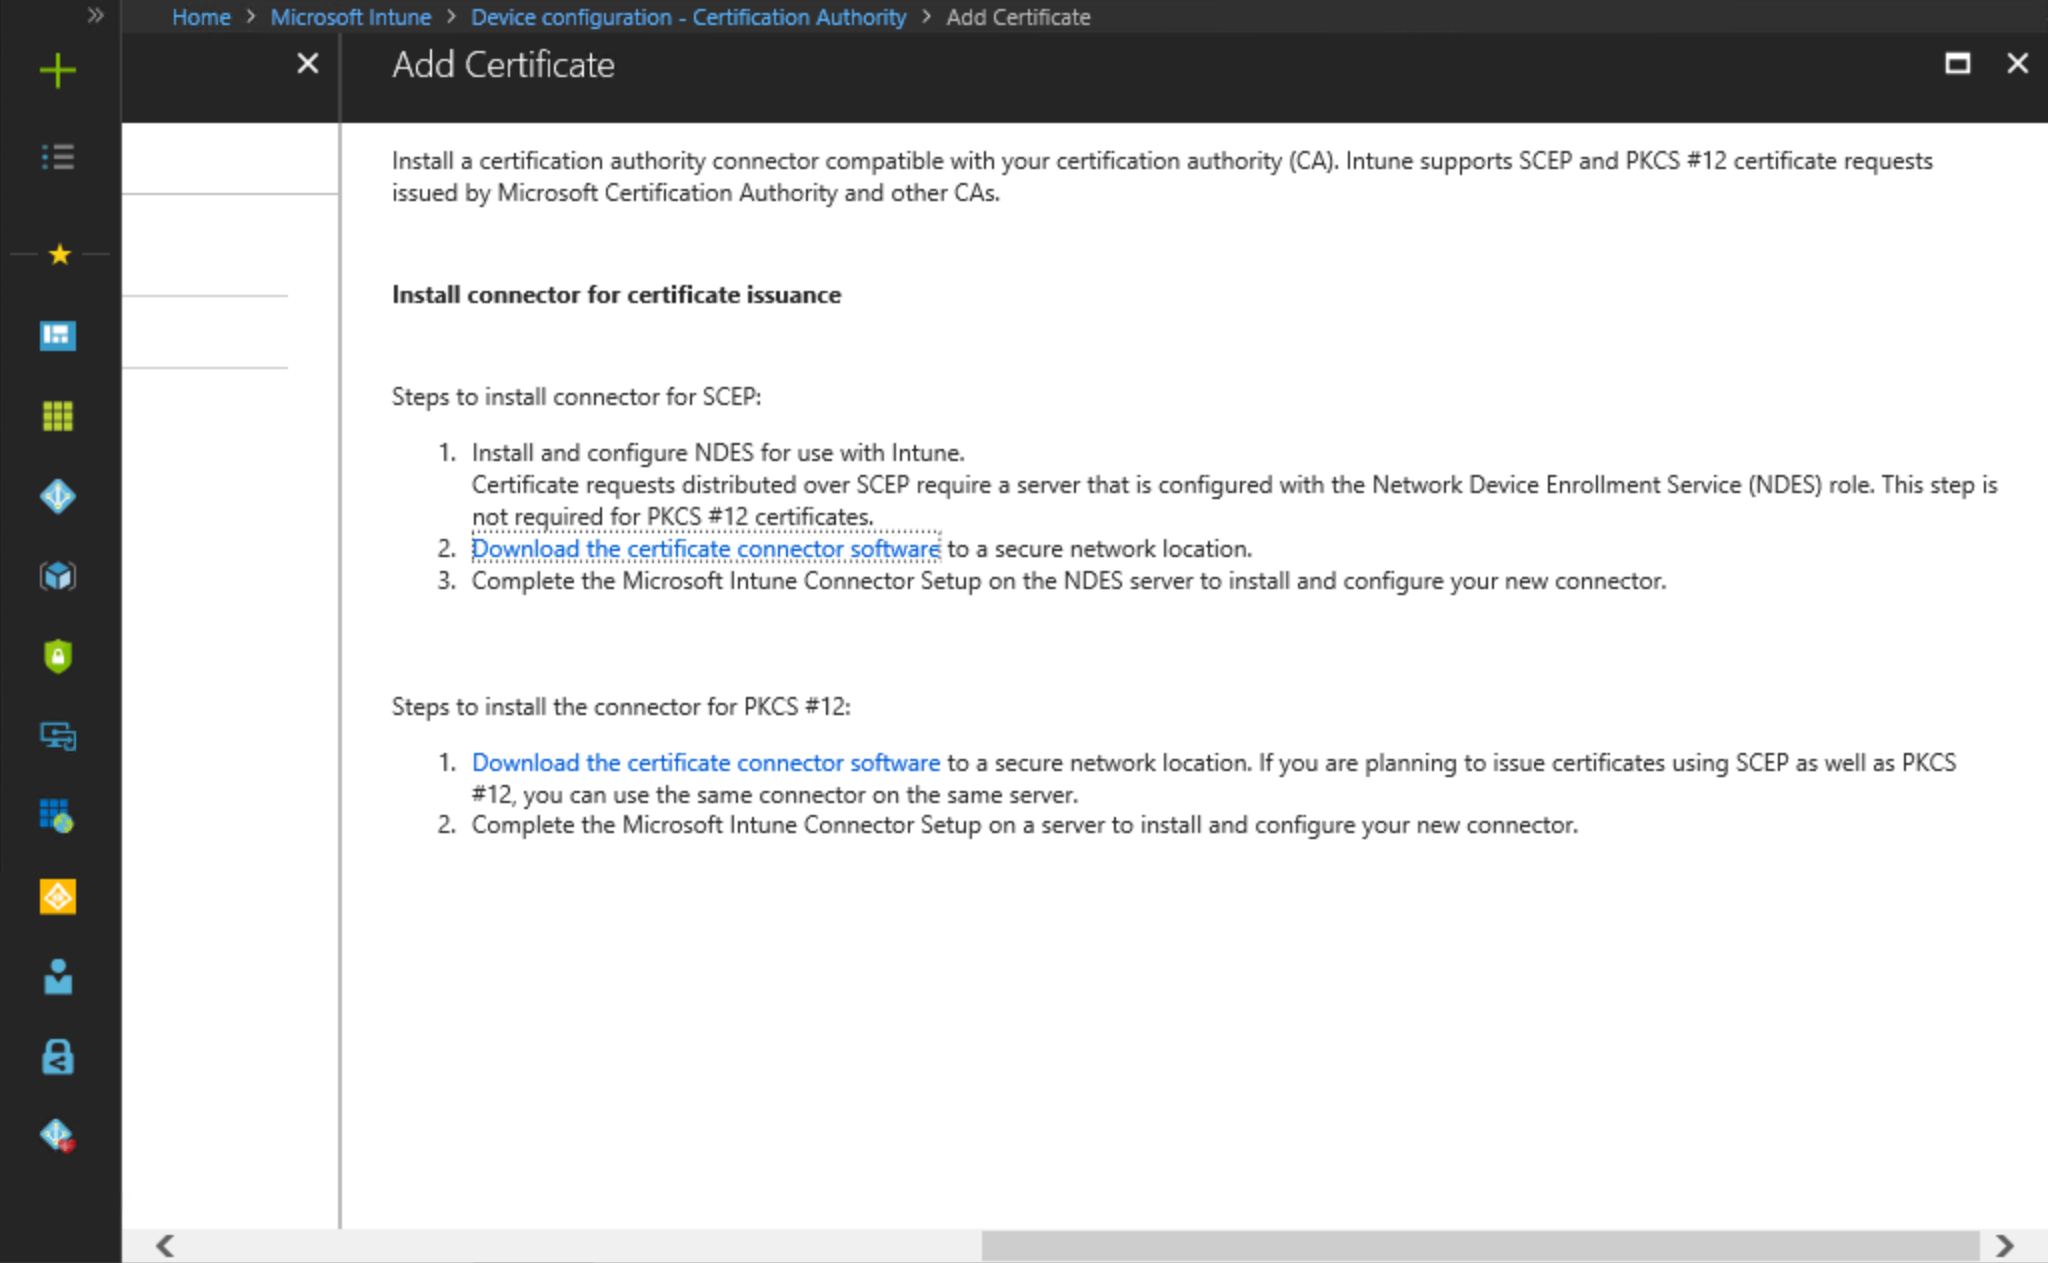 Home > Microsoft Intune > Device configuration - Certification Authority > Add Certificate
Add Certificate
Install a certification authority connector compatible with your certification authority (CA). Intune supports SCEP and PKCS #12 certificate requests
issued by Microsoft Certification Authority and other CAs.
Install connector for certificate issuance
Steps to install connector for SCEP:
1. Install and configure NDES for use with Intune.
Certificate requests distributed over SCEP require a server that is configured with the Network Device Enrollment Service (NDES) role. This step is
not required for PKCS #12 certificates.
2. Download the certificate connector software to a secure network location.
3. Complete the Microsoft Intune Connector Setup on the NDES server to install and configure your new connector.
Steps to install the connector for PKCS #12:
1. Download the certificate connector software to a secure network location. If you are planning to issue certificates using SCEP as well as PKCS
#12, you can use the same connector on the same server.
2. Complete the Microsoft Intune Connector Setup on a server to install and configure your new connector.